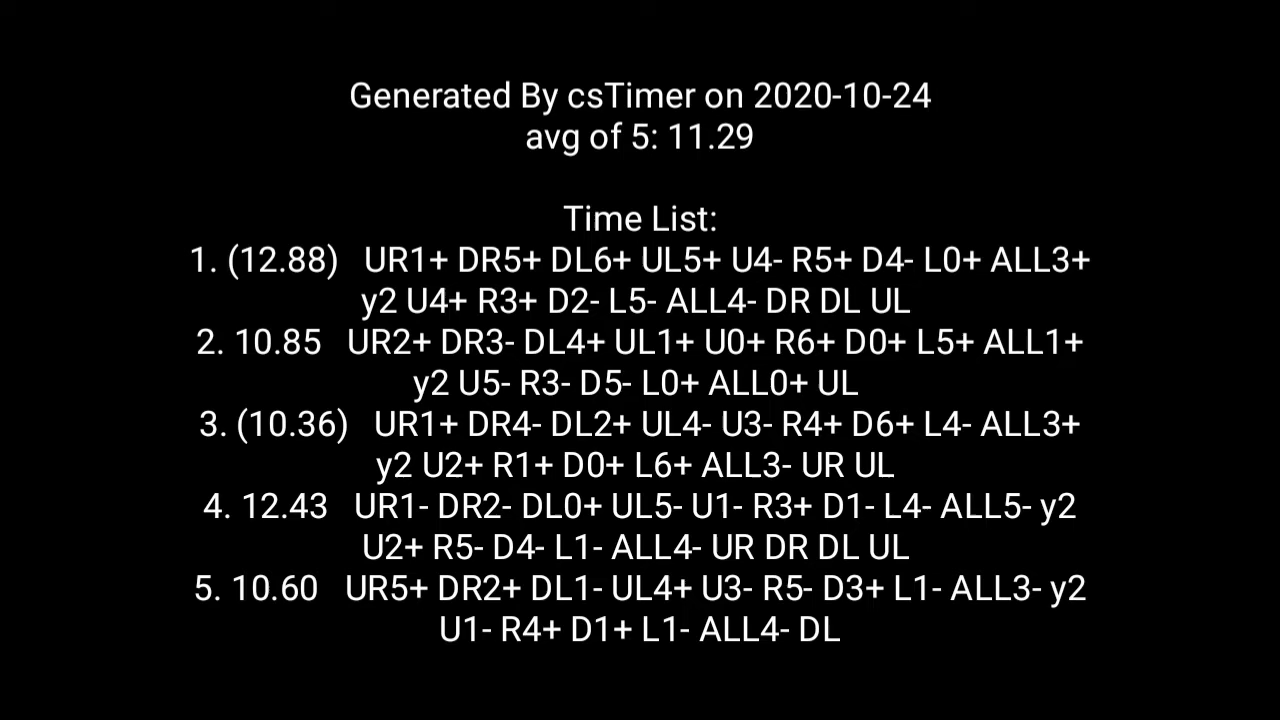 Generated By csTimer on 2020-10-24
avg of 5: 11.29
Time List:
1. (12.88) UR1+ DR5+ DL6+ UL5+ U4- R5+ D4- L0+ ALL3+
y2 U4+ R3+ D2- L5- ALL4- DR DL UL
2. 10.85 UR2+ DR3- DL4+ UL1+ U0+ R6+ D0+ L5+ ALL1+
y2 U5- R3- D5- L0+ ALL0+ UL
3. (10.36) UR1+ DR4- DL2+ UL4- U3- R4+ D6+ L4- ALL3+
y2 U2+ R1+ D0+ L6+ ALL3- UR UL
4. 12.43 UR1- DR2- DL0+ UL5- U1- R3+ D1- L4- ALL5- y2
U2+ R5- D4- L1- ALL4- UR DR DL UL
5. 10.60 UR5+ DR2+ DL1- UL4+ U3- R5- D3+ L1- ALL3- y2
U1- R4+ D1+ L1- ALL4- DL